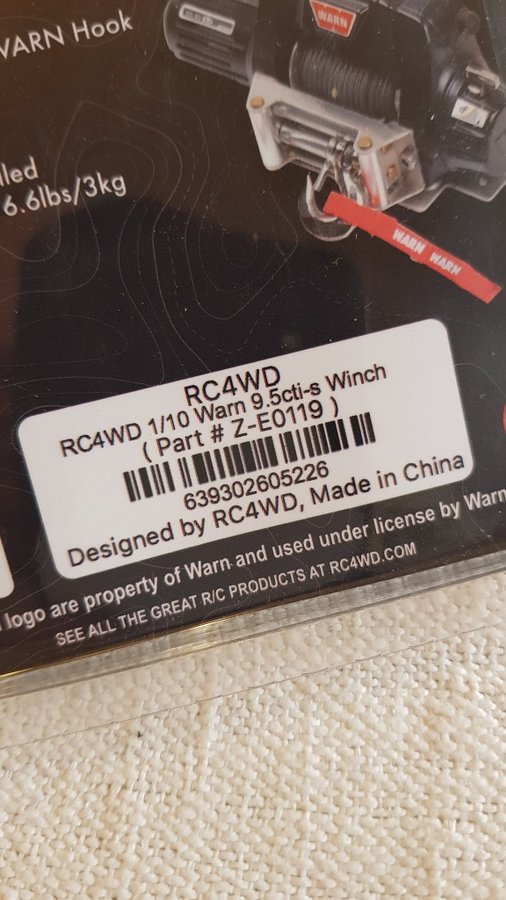 WARN
WARN Hook
6.6lbs/3kg
WARN WARN
RC4WD
RC4WD 1/10 Warn 9.5cti-s Winch
( Part # Z-E0119 )
639302605226
Designed by RC4WD, Made in China
logo are property of Warn and used under license by Warn
SEE ALL THE GREAT R/C PRODUCTS AT RC4WD.COM